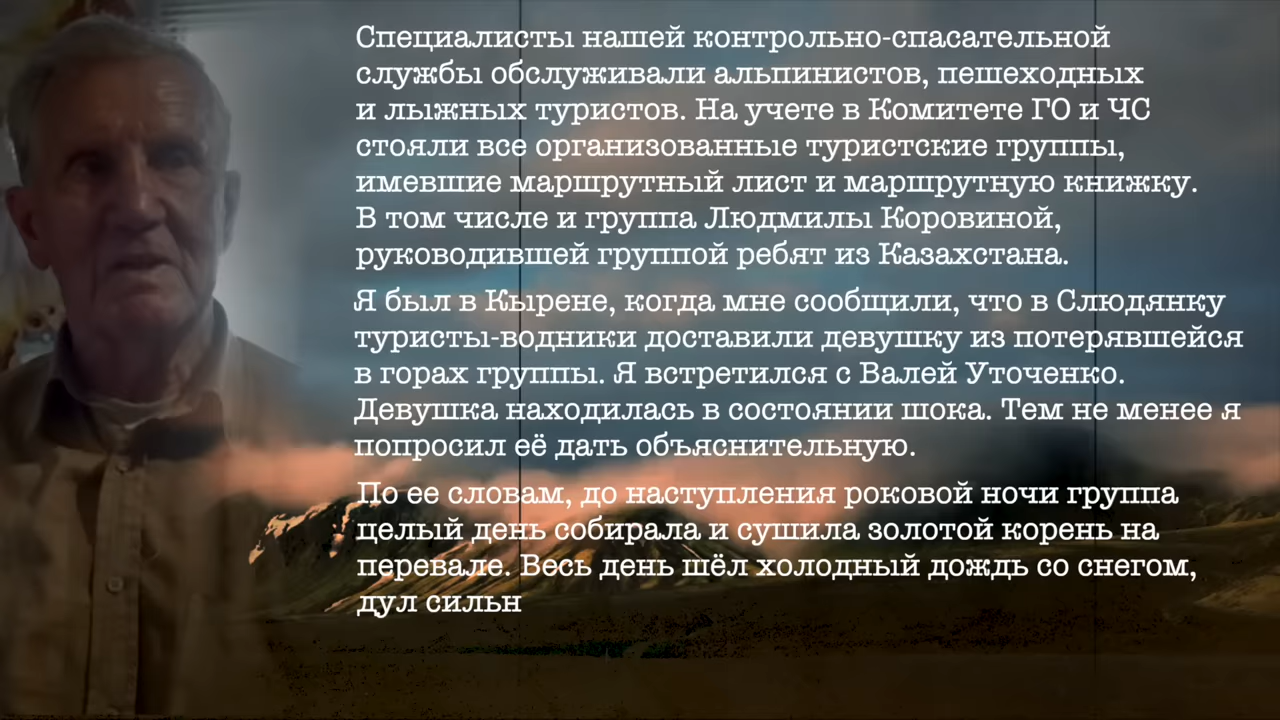 Специалисты нашей контрольно-спасательной
службы обслуживали альпинистов, пешеходных
и лыжных туристов. На учете в Комитете ГО и ЧС
стояли все организованные туристские группы,
имевшие маршрутный лист и маршрутную книжку.
В том числе и группа Людмилы Коровиной,
руководившей группой ребят из Казахстана.
Я был в Кырене, когда мне сообщили, что в Слюдянку
туристы-водники доставили девушку из потерявшейся
в горах группы. Я встретился с Валей Уточенко.
Девушка находилась в состоянии шока. Тем не менее я
попросил её дать объяснительную.
По ее словам, до наступления роковой ночи группа
целый день собирала и сушила золотой корень на
перевале. Весь день шёл холодный дождь со снегом,
дул сильн